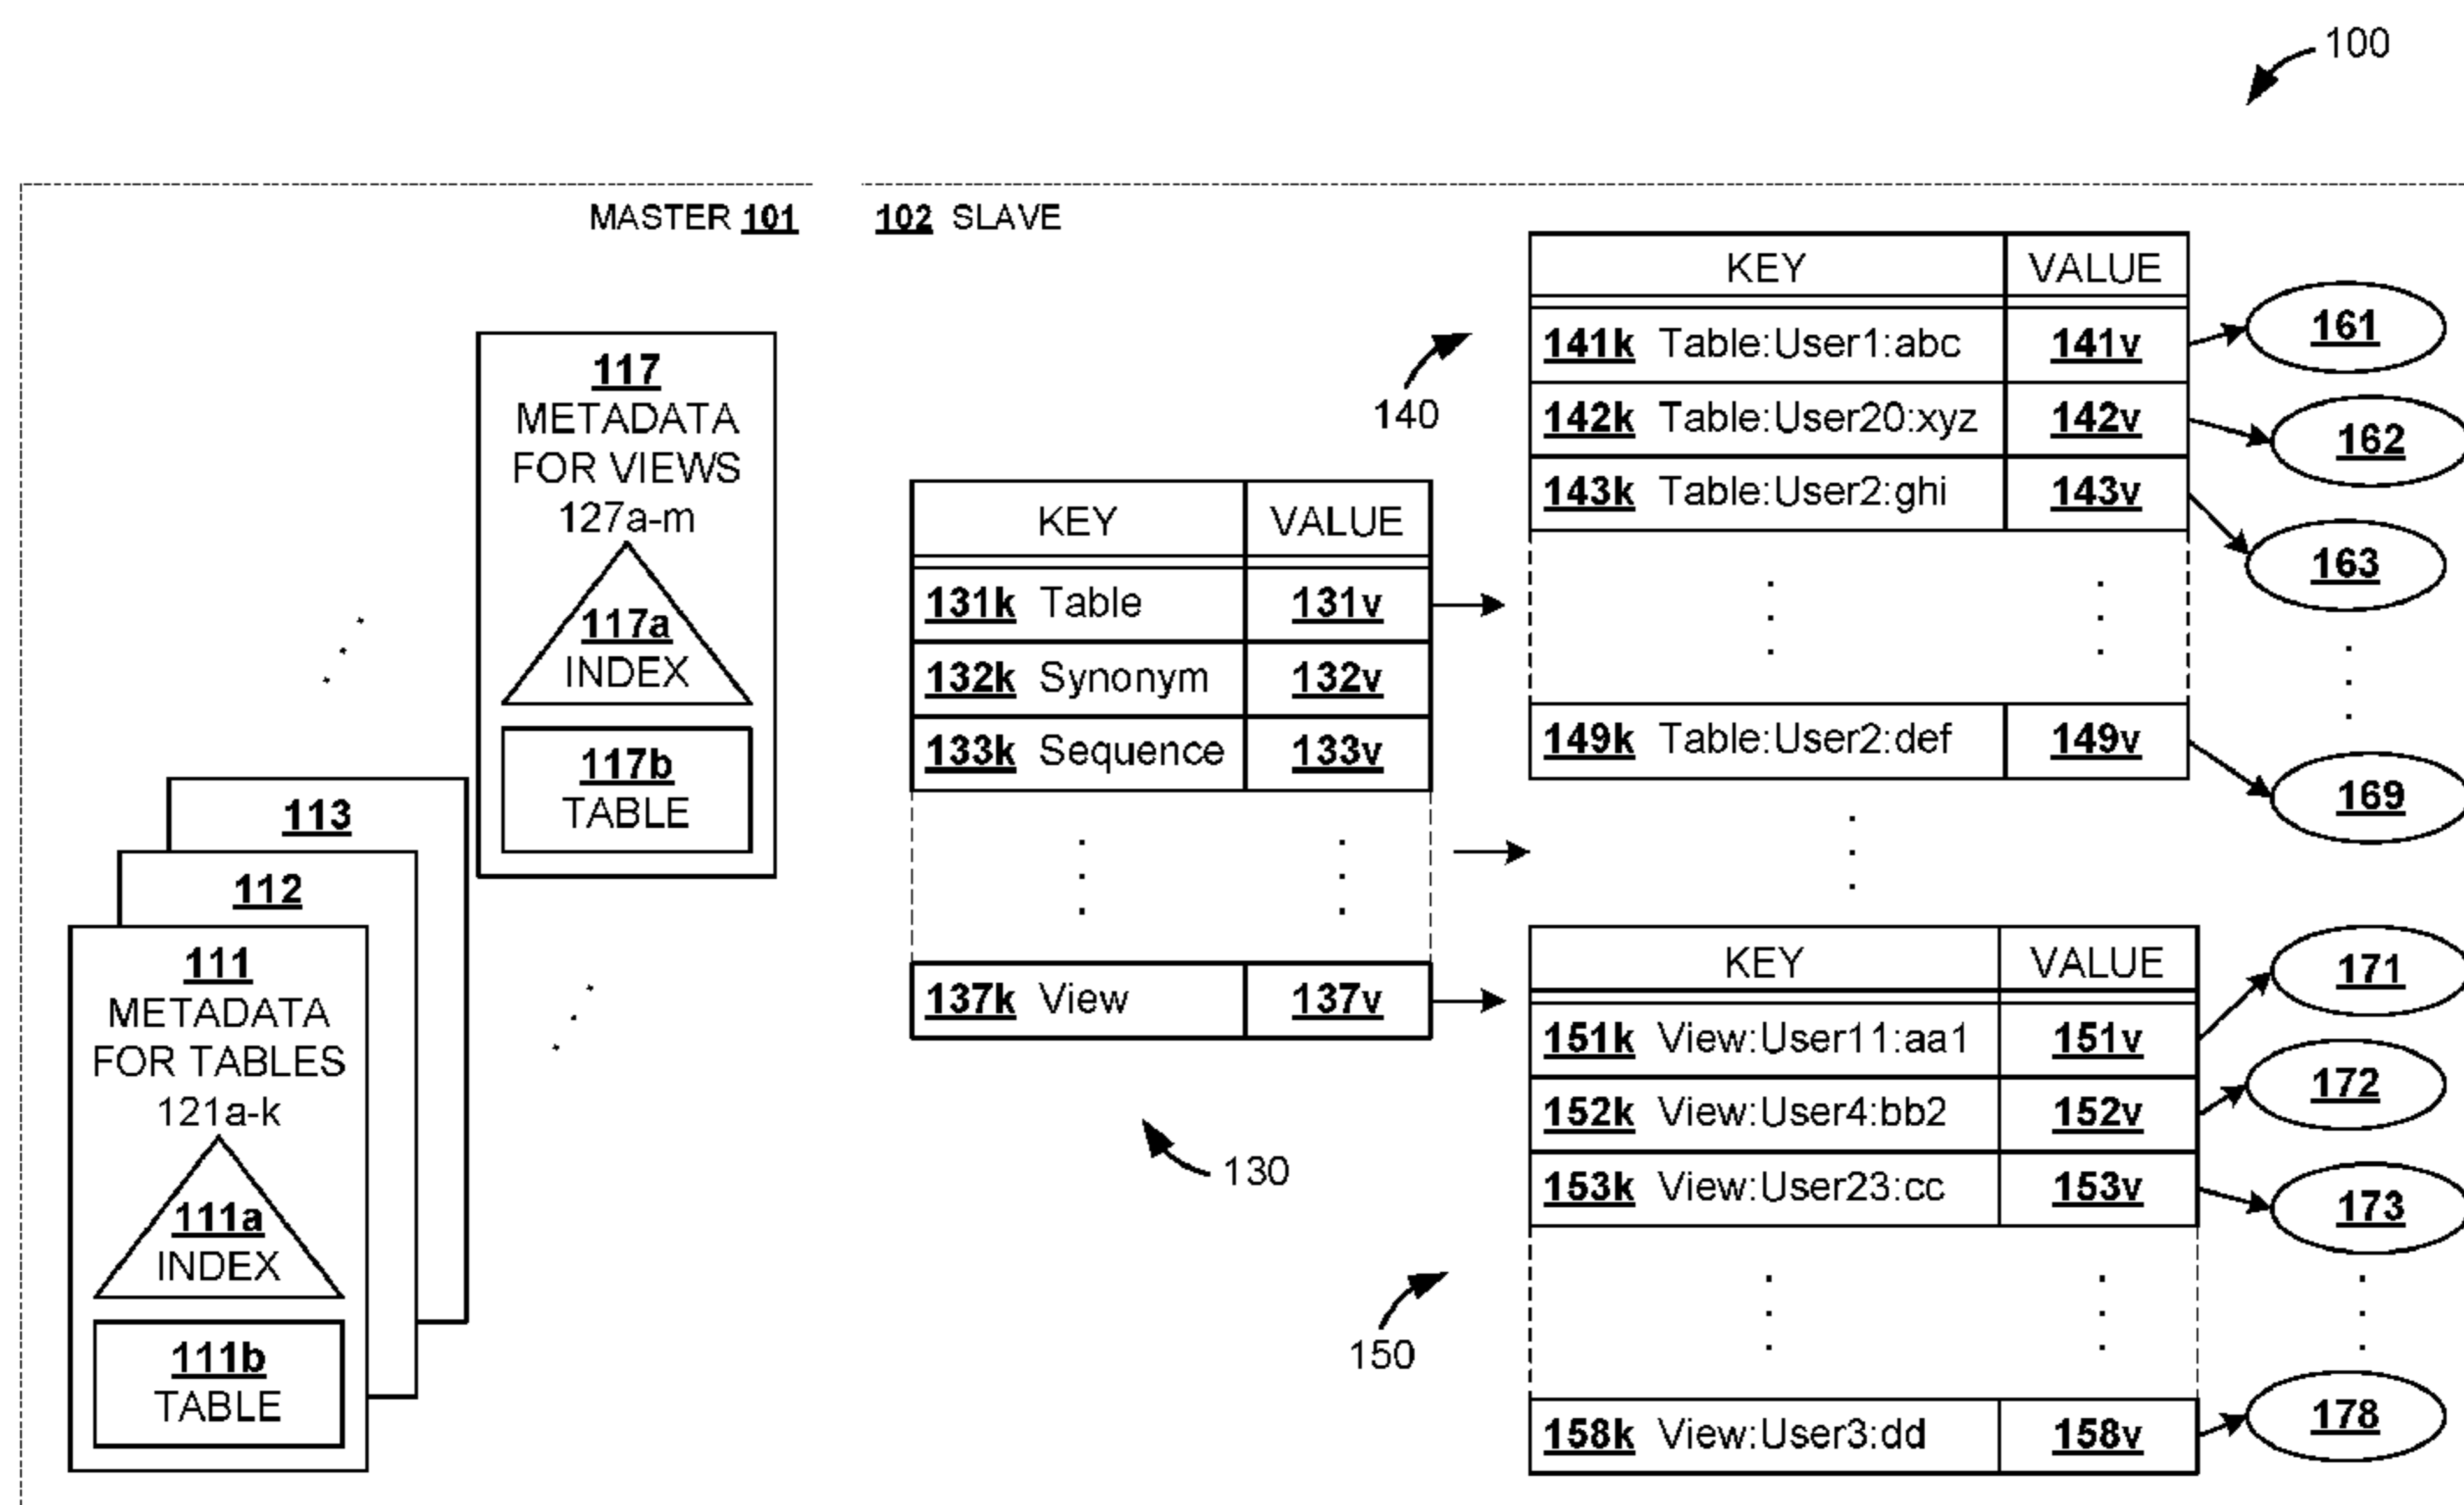 100
MASTER 101
102 SLAVE
117
METADATA
FOR VIEWS
127a-m
117a
INDEX
117b
TABLE
113
112
111
METADATA
FOR TABLES
121a-k
111a
INDEX
111b
TABLE
KEY VALUE
131k Table 131v
132k Synonym 132v
133k Sequence 133v
137k View 137v
130
140
KEY VALUE
141k Table:User1:abc 141v
142k Table:User20:xyz 142v
143k Table:User2:ghi 143v
149k Table:User2:def 149v
161
162
163
169
150
KEY VALUE
151k View:User11:aa1 151v
152k View:User4:bb2 152v
153k View:User23:cc 153v
158k View:User3:dd 158v
171
172
173
178